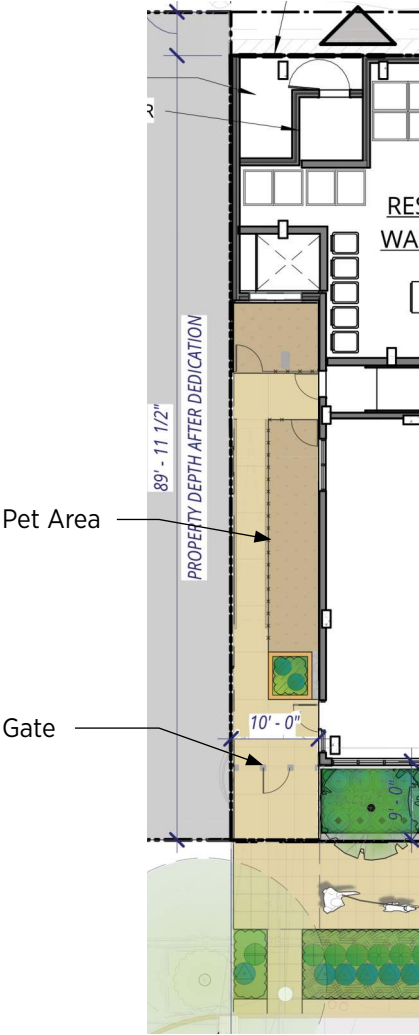 R
RES
WA
89' - 11 1/2"
PROPERTY DEPTH AFTER DEDICATION
Pet Area
10' - 0"
Gate
9' - 0"